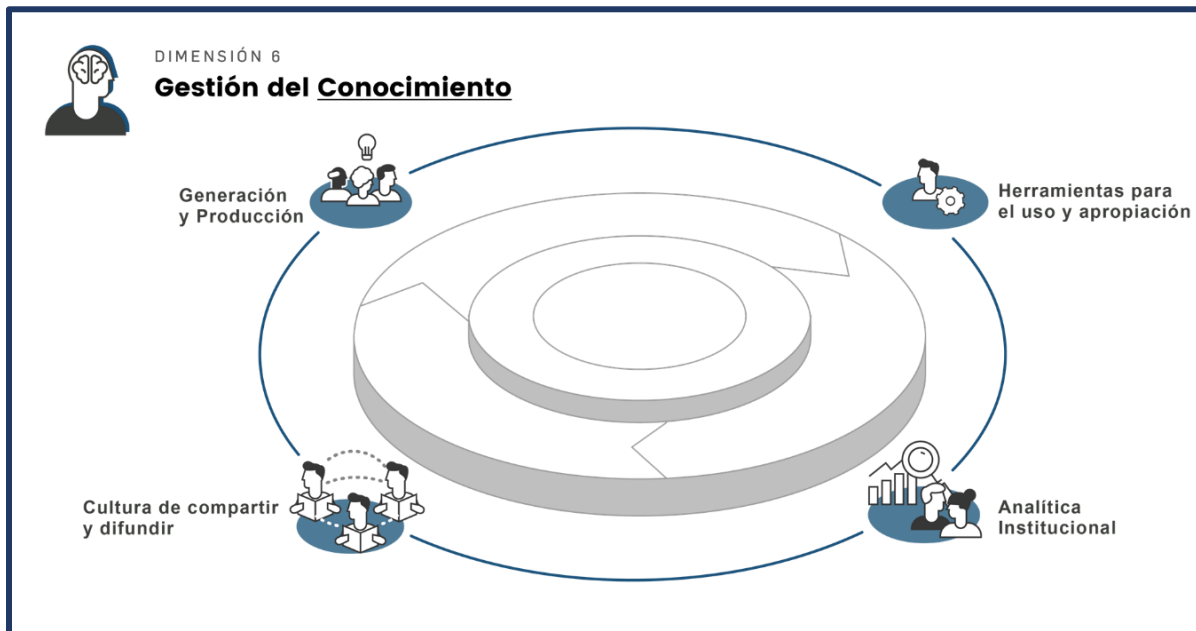 DIMENSIÓN 6
Gestión del Conocimiento
Generación
y Producción
Herramientas para
el uso y apropiación
Cultura de compartir
y difundir
Analítica
Institucional